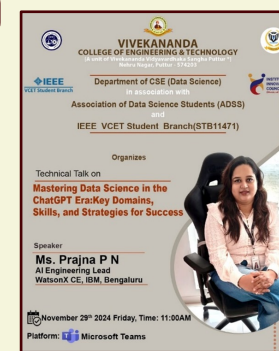 VIVEKANANDA
COLLEGE OF ENGINEERING & TECHNOLOGY
[A unit of Vivekananda Vidyavardhaka Sangha Puttur ®]
Nehru Nagar, Puttur - 574203
IEEE
VCET Student Branch
Department of CSE (Data Science)
in association with
Association of Data Science Students (ADSS)
and
IEEE VCET Student Branch(STB11471)
Organizes
Technical Talk on
Mastering Data Science in the
ChatGPT Era:Key Domains,
Skills, and Strategies for Success
Speaker
Ms. Prajna P N
AI Engineering Lead
WatsonX CE, IBM, Bengaluru
November 29th 2024 Friday, Time: 11:00AM
Platform: Microsoft Teams